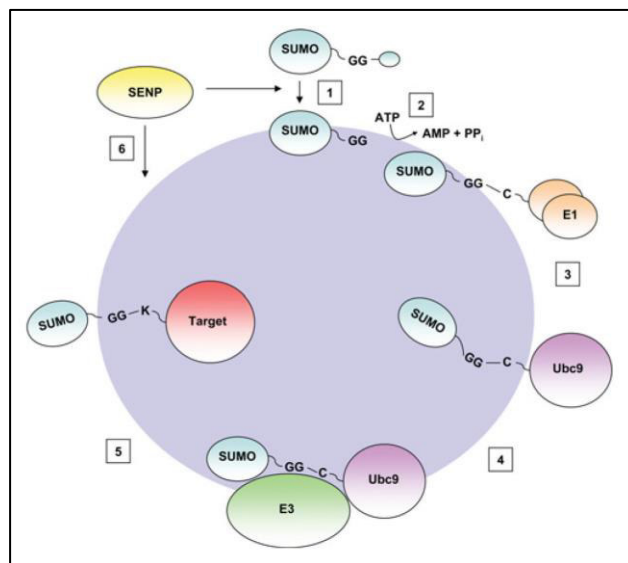 SUMO GG
SENP
1
2
ATP AMP + PPi
SUMO GG
6
SUMO GG C E1
3
SUMO GG K Target
SUMO GG C Ubc9
5
SUMO GG C Ubc9
4
E3